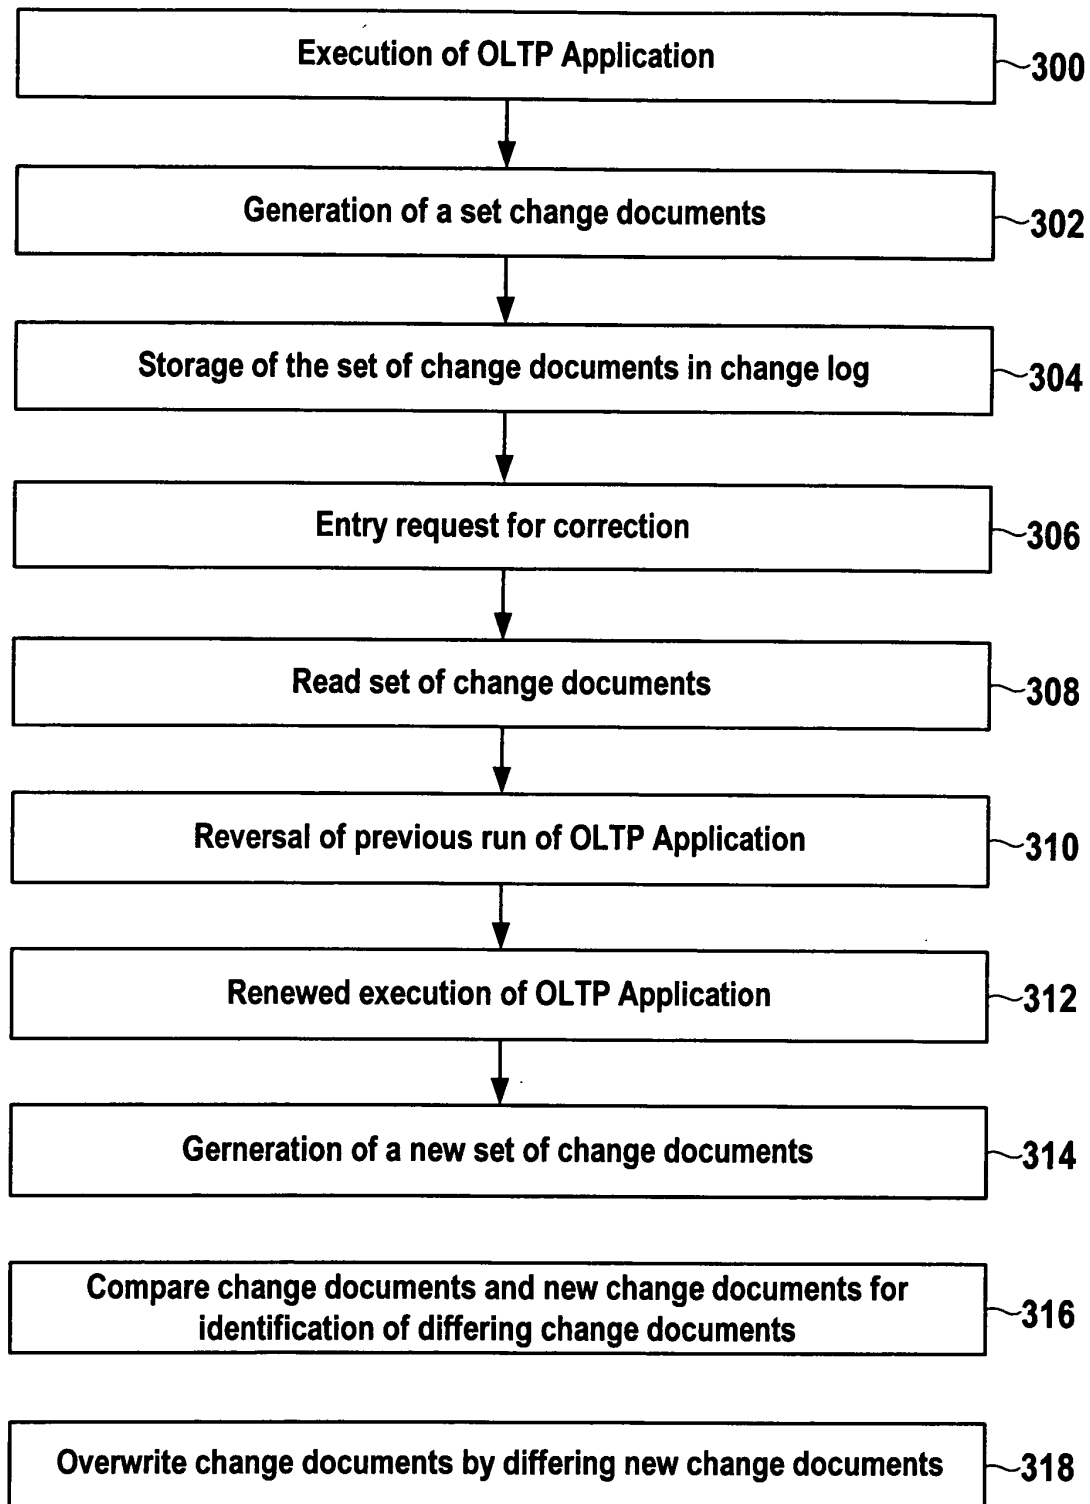 Execution of OLTP Application
300
Generation of a set change documents
302
Storage of the set of change documents in change log
304
Entry request for correction
306
Read set of change documents
308
Reversal of previous run of OLTP Application
310
Renewed execution of OLTP Application
312
Gerneration of a new set of change documents
314
Compare change documents and new change documents for
identification of differing change documents
316
Overwrite change documents by differing new change documents
318